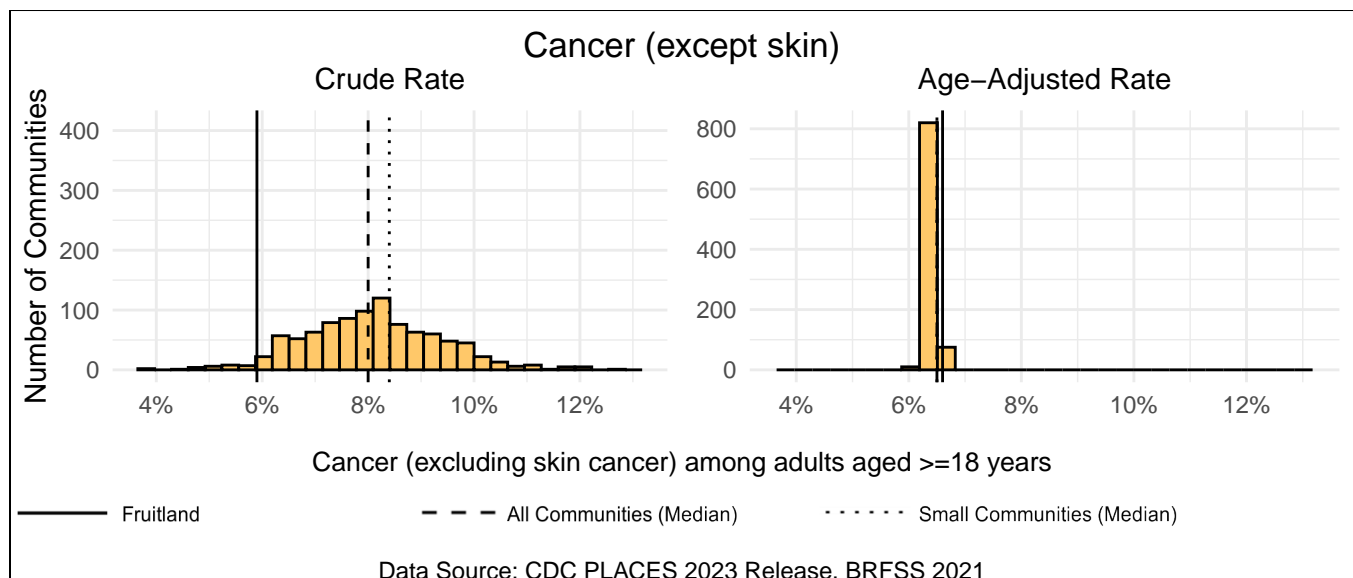 Cancer (except skin)
Crude Rate
Age−Adjusted Rate
Number of Communities
400
300
200
100
0
4%
6%
8%
10%
12%
800
600
400
200
0
4%
6%
8%
10%
12%
Cancer (excluding skin cancer) among adults aged >=18 years
Fruitland
All Communities (Median)
Small Communities (Median)
Data Source: CDC PLACES 2023 Release, BRFSS 2021